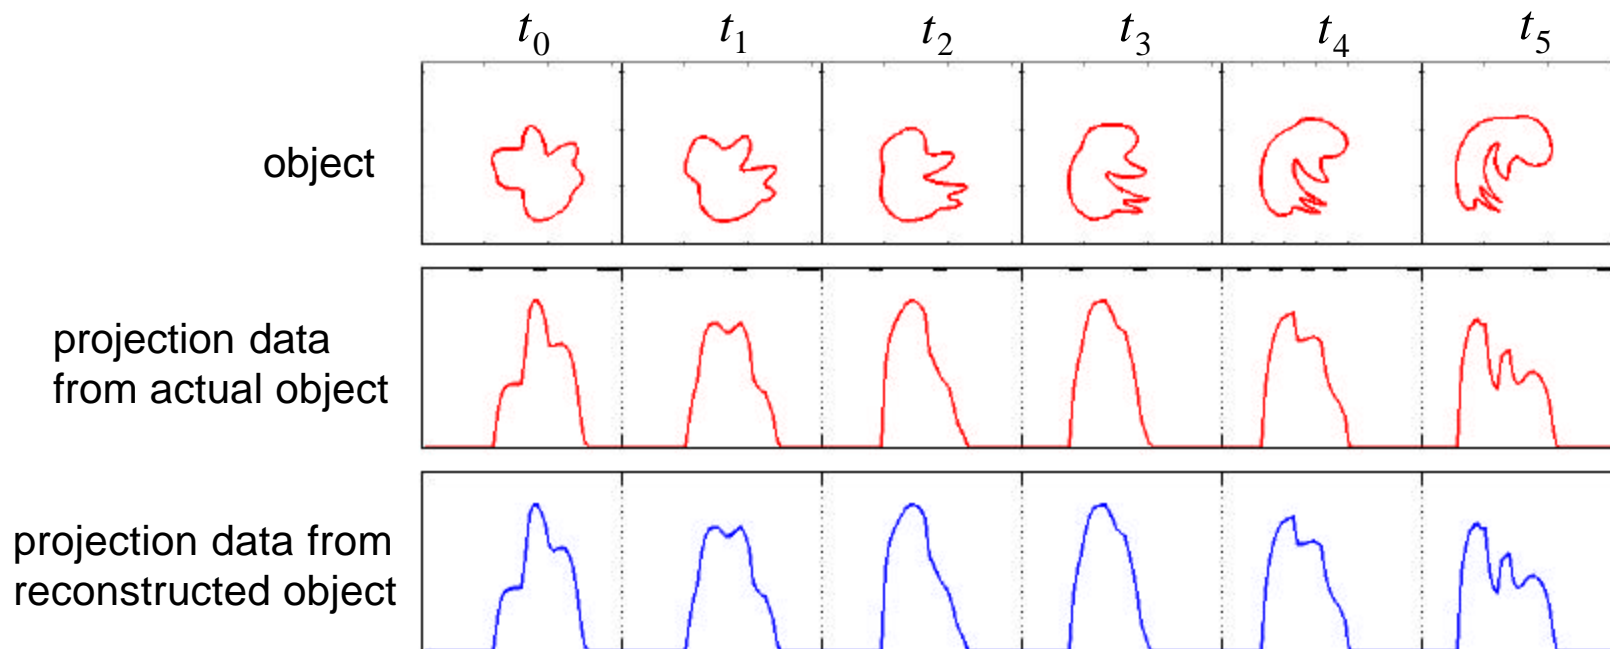 t0 t1 t2 t3 t4 t5
object
projection data
from actual object
projection data from
reconstructed object